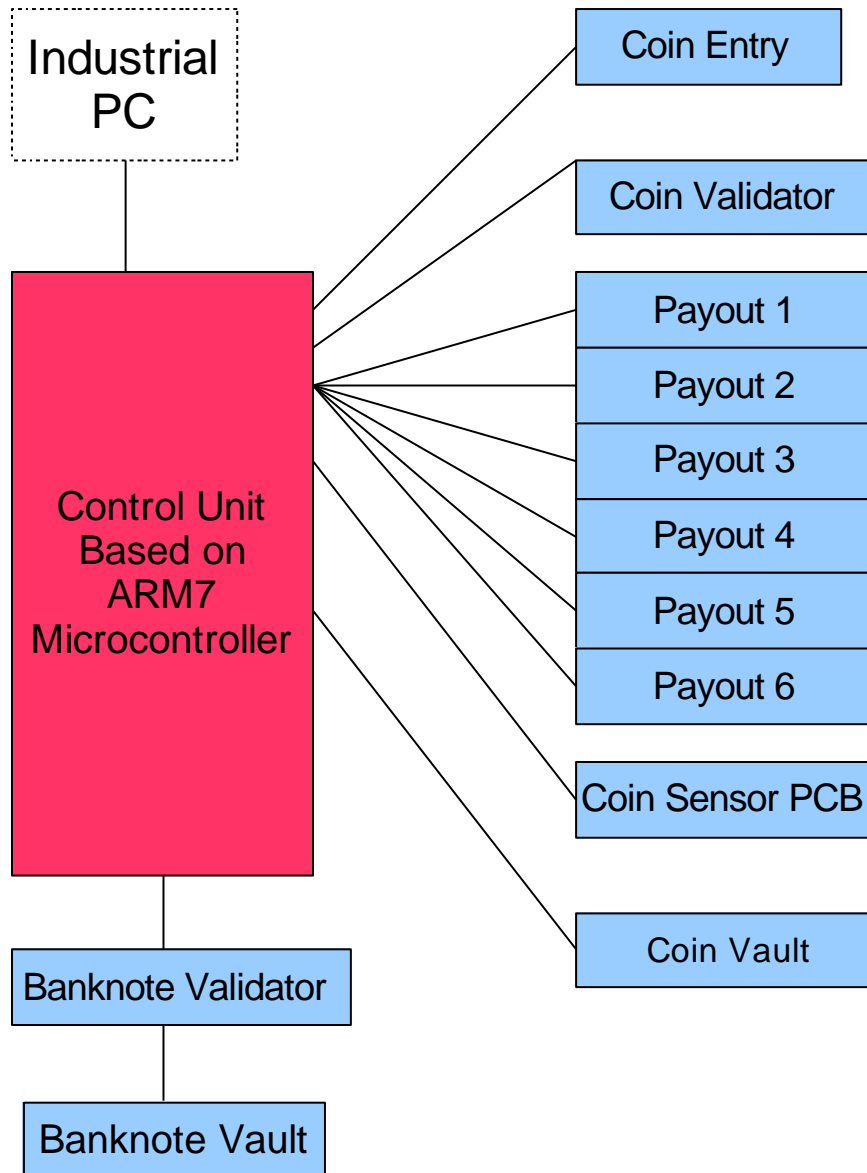 Industrial
PC
Coin Entry
Coin Validator
Payout 1
Payout 2
Payout 3
Payout 4
Payout 5
Payout 6
Coin Sensor PCB
Coin Vault
Control Unit
Based on
ARM7
Microcontroller
Banknote Validator
Banknote Vault